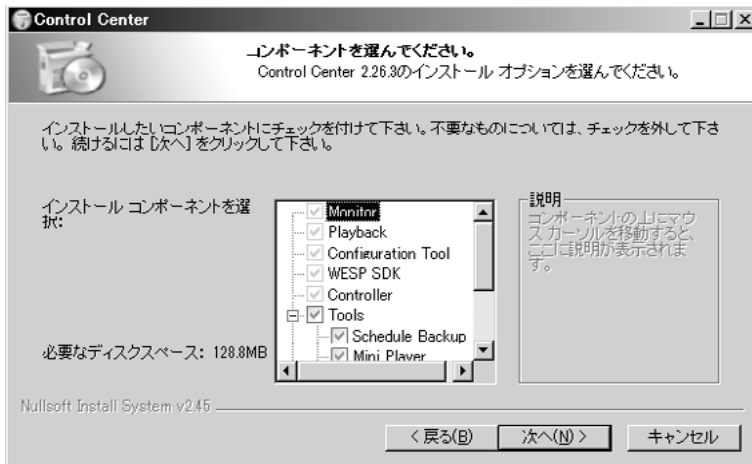 Control Center
コンポーネントを選んでください。
Control Center 2.26.3のインストール オプションを選んでください。
インストールしたいコンポーネントにチェックを付けて下さい。不要なものについては、チェックを外して下さ
い。続けるには [次へ] をクリックして下さい。
インストール コンポーネントを選
択:
Monitor
Playback
Configuration Tool
WESP SDK
Controller
Tools
Schedule Backup
Mini Player
説明
コンポーネントの上にマウ
ス カーソルを移動すると、
ここに説明が表示されま
す。
必要なディスクスペース: 128.8MB
Nullsoft Install System v2.45
< 戻る(B)
次へ(N) >
キャンセル